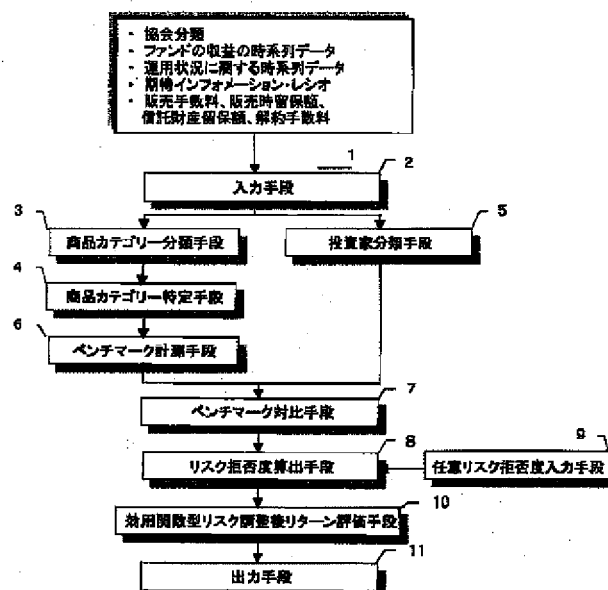 ・ 協会分類
・ ファンドの収益の時系列データ
・ 運用状況に関する時系列データ
・ 期待インフォメーション・レシオ
・ 販売手数料、販売時留保額、
信託財産留保額、解約手数料
1
2
入力手段
3
商品カテゴリー分類手段
5
投資家分類手段
4
商品カテゴリー特定手段
6
ベンチマーク計測手段
7
ベンチマーク対比手段
8
リスク拒否度算出手段
9
任意リスク拒否度入力手段
10
効用関数型リスク調整後リターン評価手段
11
出力手段